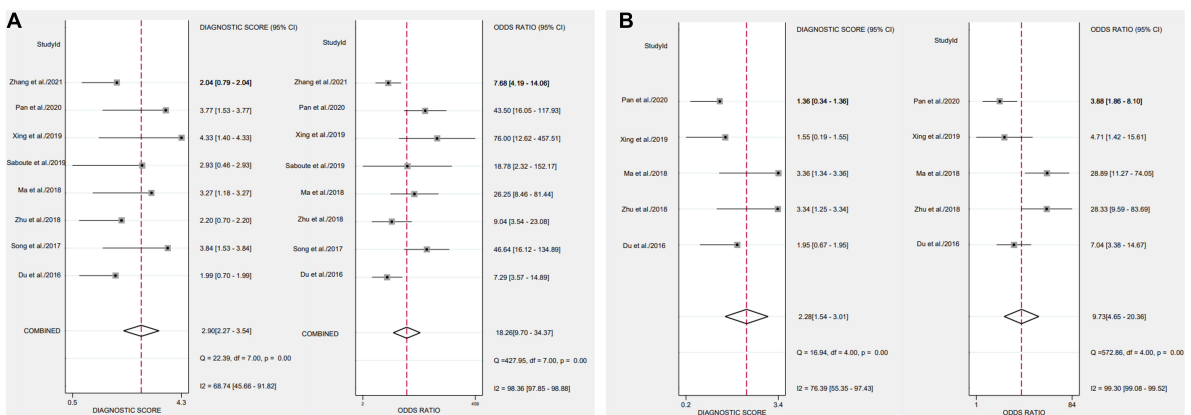 A
StudyId
DIAGNOSTIC SCORE (95% CI)
Zhang et al./2021
2.04 [0.79 - 2.04]
Pan et al./2020
3.77 [1.53 - 3.77]
Xing et al./2019
4.33 [1.40 - 4.33]
Saboute et al./2019
2.93 [0.46 - 2.93]
Ma et al./2018
3.27 [1.18 - 3.27]
Zhu et al./2018
2.20 [0.70 - 2.20]
Song et al./2017
3.84 [1.53 - 3.84]
Du et al./2016
1.99 [0.70 - 1.99]
COMBINED
2.90[2.27 - 3.54]
Q = 22.39, df = 7.00, p = 0.00
I2 = 68.74 [45.66 - 91.82]
0.5
4.3
DIAGNOSTIC SCORE
StudyId
ODDS RATIO (95% CI)
Zhang et al./2021
7.68 [4.19 - 14.06]
Pan et al./2020
43.50 [16.05 - 117.93]
Xing et al./2019
76.00 [12.62 - 457.51]
Saboute et al./2019
18.78 [2.32 - 152.17]
Ma et al./2018
26.25 [8.46 - 81.44]
Zhu et al./2018
9.04 [3.54 - 23.08]
Song et al./2017
46.64 [16.12 - 134.89]
Du et al./2016
7.29 [3.57 - 14.89]
COMBINED
18.26[9.70 - 34.37]
Q =427.95, df = 7.00, p = 0.00
I2 = 98.36 [97.85 - 98.88]
2
ODDS RATIO
B
StudyId
DIAGNOSTIC SCORE (95% CI)
Pan et al./2020
1.36 [0.34 - 1.36]
Xing et al./2019
1.55 [0.19 - 1.55]
Ma et al./2018
3.36 [1.34 - 3.36]
Zhu et al./2018
3.34 [1.25 - 3.34]
Du et al./2016
1.95 [0.67 - 1.95]
2.28[1.54 - 3.01]
Q = 16.94, df = 4.00, p = 0.00
I2 = 76.39 [55.35 - 97.43]
0.2
3.4
DIAGNOSTIC SCORE
StudyId
ODDS RATIO (95% CI)
Pan et al./2020
3.88 [1.86 - 8.10]
Xing et al./2019
4.71 [1.42 - 15.61]
Ma et al./2018
28.89 [11.27 - 74.05]
Zhu et al./2018
28.33 [9.59 - 83.69]
Du et al./2016
7.04 [3.38 - 14.67]
9.73[4.65 - 20.36]
Q =572.86, df = 4.00, p = 0.00
I2 = 99.30 [99.08 - 99.52]
1
84
ODDS RATIO